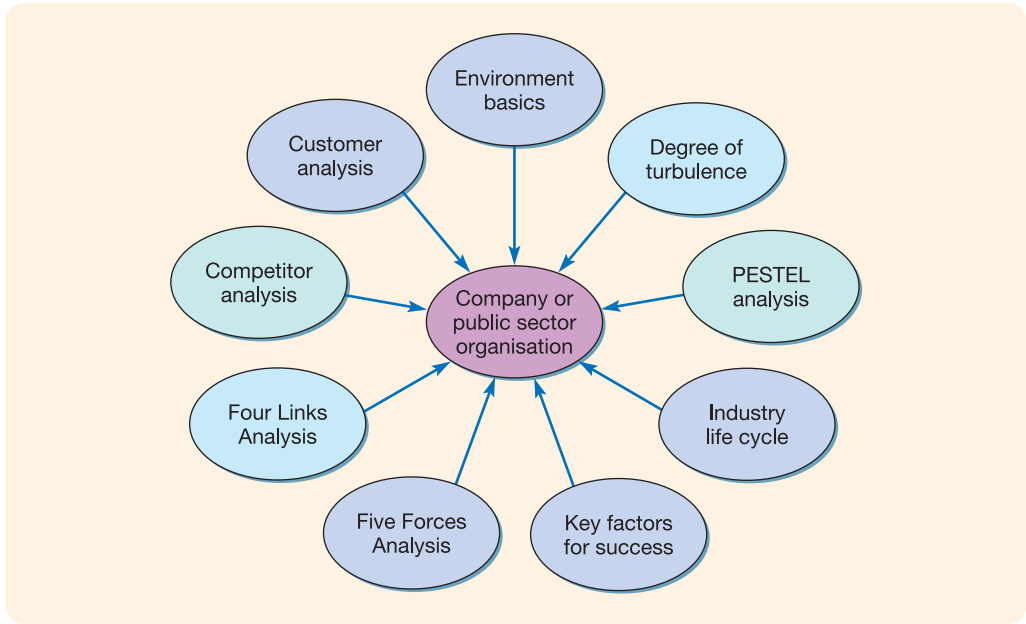 Environment
basics
Degree of
turbulence
PESTEL
analysis
Industry
life cycle
Key factors
for success
Five Forces
Analysis
Four Links
Analysis
Competitor
analysis
Customer
analysis
Company or
public sector
organisation